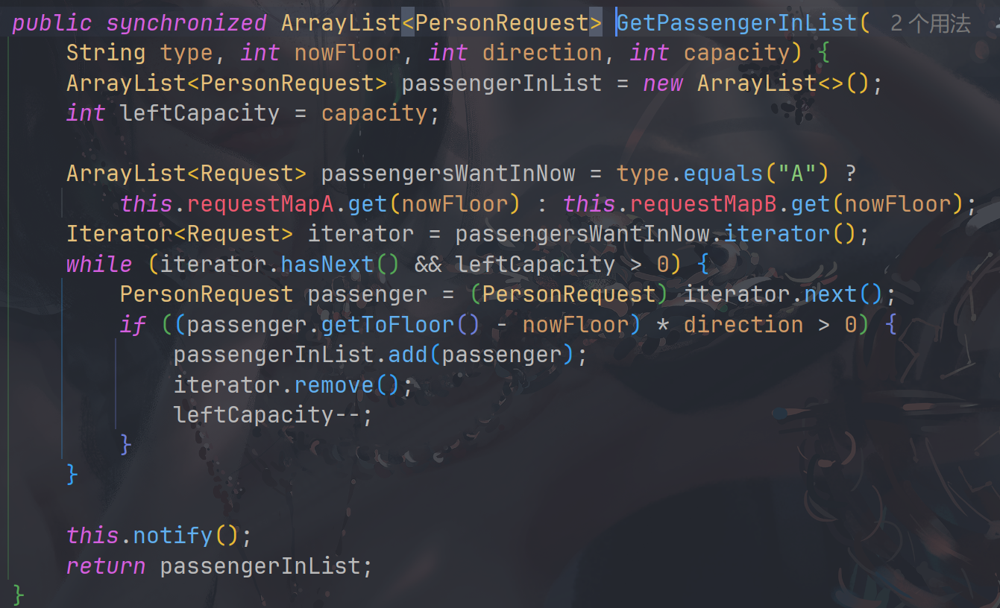 public synchronized ArrayList<PersonRequest> GetPassengerInList( 2 个用法
    String type, int nowFloor, int direction, int capacity) {
    ArrayList<PersonRequest> passengerInList = new ArrayList<>();
    int leftCapacity = capacity;

    ArrayList<Request> passengersWantInNow = type.equals("A") ?
        this.requestMapA.get(nowFloor) : this.requestMapB.get(nowFloor);
    Iterator<Request> iterator = passengersWantInNow.iterator();
    while (iterator.hasNext() && leftCapacity > 0) {
        PersonRequest passenger = (PersonRequest) iterator.next();
        if ((passenger.getToFloor() - nowFloor) * direction > 0) {
            passengerInList.add(passenger);
            iterator.remove();
            leftCapacity--;
        }
    }

    this.notify();
    return passengerInList;
}